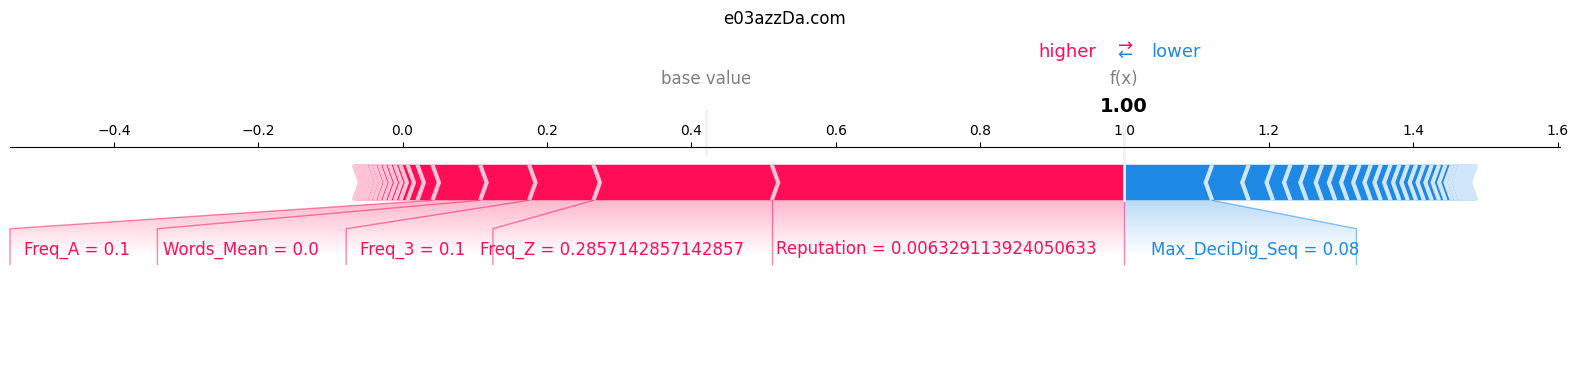 e03azzDa.com
higher ⇄ lower
base value f(x)
1.00
−0.4 −0.2 0.0 0.2 0.4 0.6 0.8 1.0 1.2 1.4 1.6
Freq_A = 0.1 Words_Mean = 0.0 Freq_3 = 0.1 Freq_Z = 0.2857142857142857 Reputation = 0.006329113924050633 Max_DeciDig_Seq = 0.08